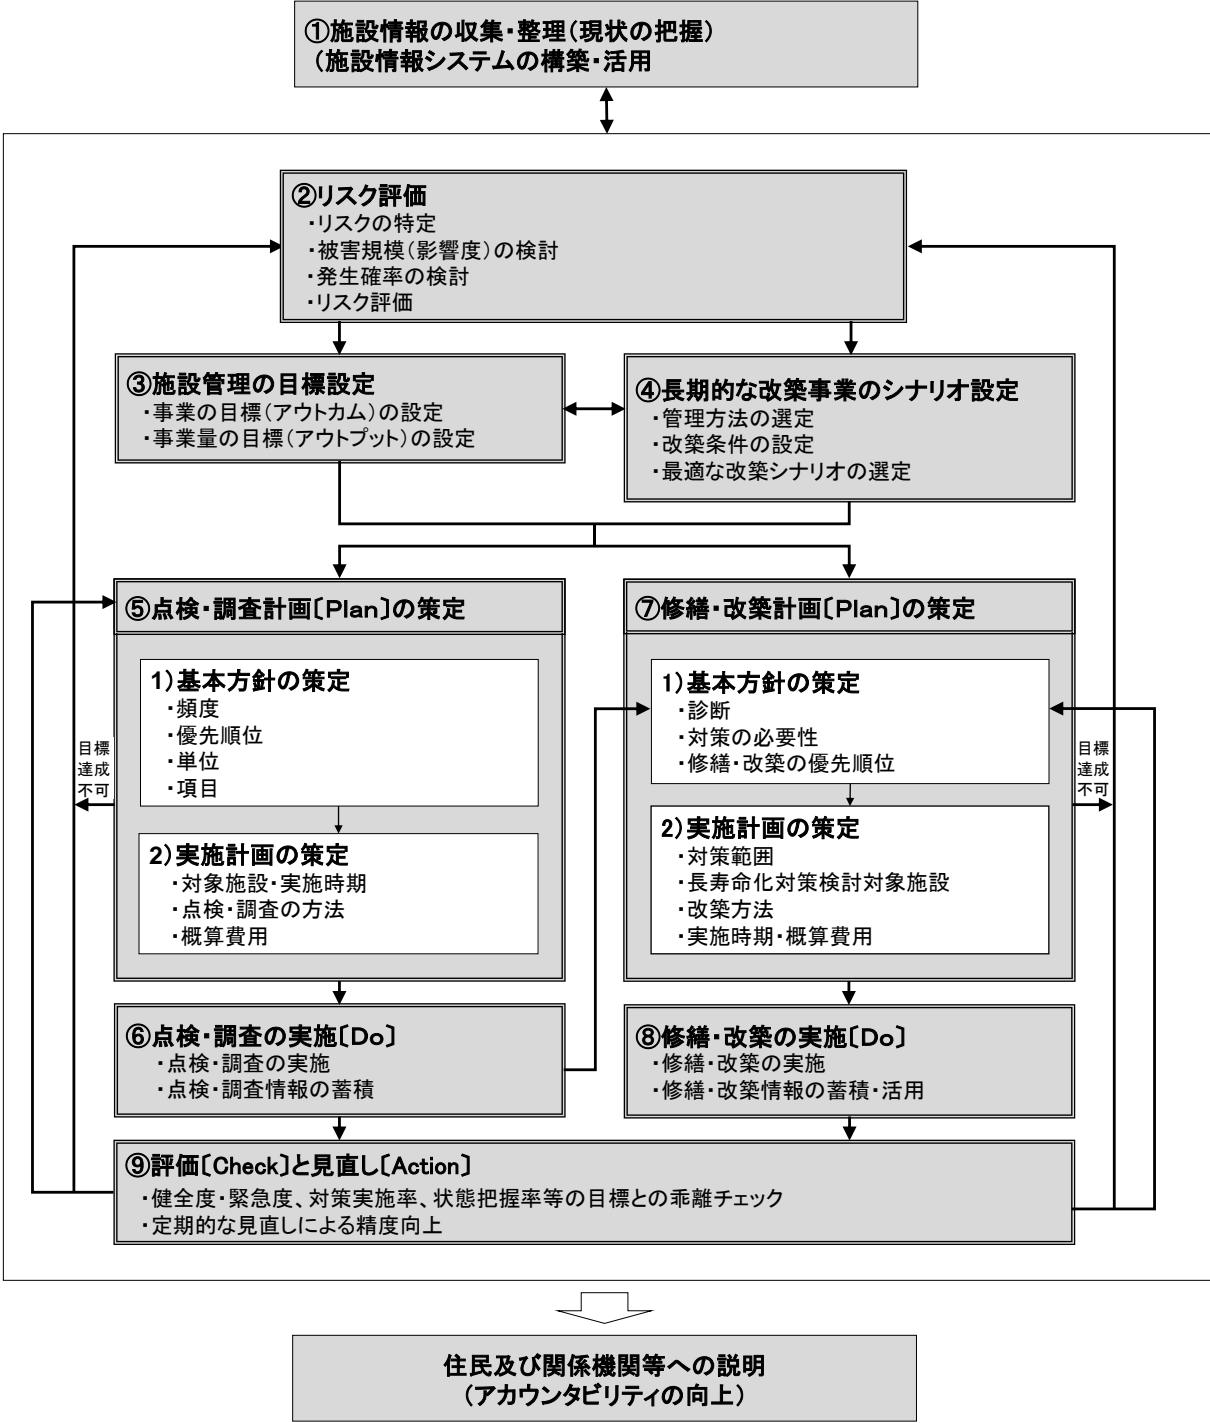 ①施設情報の収集・整理（現状の把握）
（施設情報システムの構築・活用
②リスク評価
・リスクの特定
・被害規模（影響度）の検討
・発生確率の検討
・リスク評価
③施設管理の目標設定
・事業の目標（アウトカム）の設定
・事業量の目標（アウトプット）の設定
④長期的な改築事業のシナリオ設定
・管理方法の選定
・改築条件の設定
・最適な改築シナリオの選定
⑤点検・調査計画〔Plan〕の策定
1）基本方針の策定
・頻度
・優先順位
・単位
・項目
2）実施計画の策定
・対象施設・実施時期
・点検・調査の方法
・概算費用
目標
達成
不可
⑦修繕・改築計画〔Plan〕の策定
1）基本方針の策定
・診断
・対策の必要性
・修繕・改築の優先順位
2）実施計画の策定
・対策範囲
・長寿命化対策検討対象施設
・改築方法
・実施時期・概算費用
目標
達成
不可
⑥点検・調査の実施〔Do〕
・点検・調査の実施
・点検・調査情報の蓄積
⑧修繕・改築の実施〔Do〕
・修繕・改築の実施
・修繕・改築情報の蓄積・活用
⑨評価〔Check〕と見直し〔Action〕
・健全度・緊急度、対策実施率、状態把握率等の目標との乖離チェック
・定期的な見直しによる精度向上
住民及び関係機関等への説明
（アカウンタビリティの向上）